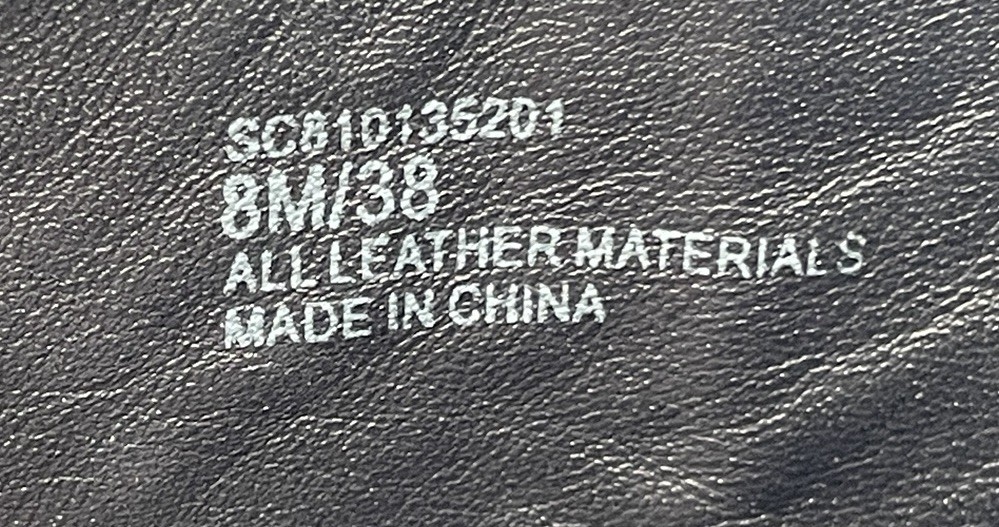 SC810135201
8M/38
ALL LEATHER MATERIALS
MADE IN CHINA